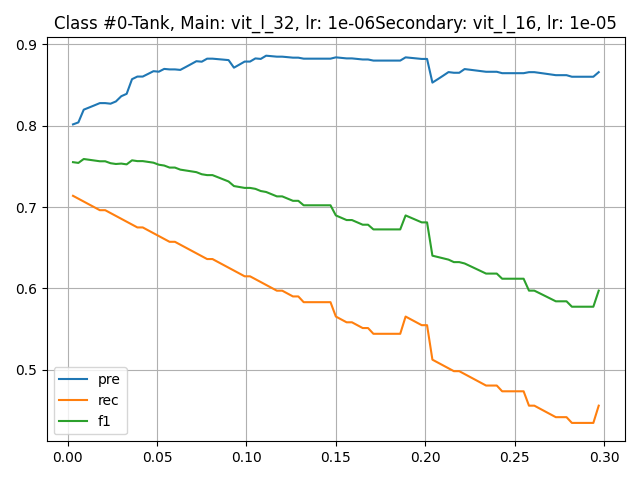 Class #0-Tank, Main: vit_l_32, lr: 1e-06Secondary: vit_l_16, lr: 1e-05
0.9
0.8
0.7
0.6
0.5
pre
rec
f1
0.00 0.05 0.10 0.15 0.20 0.25 0.30